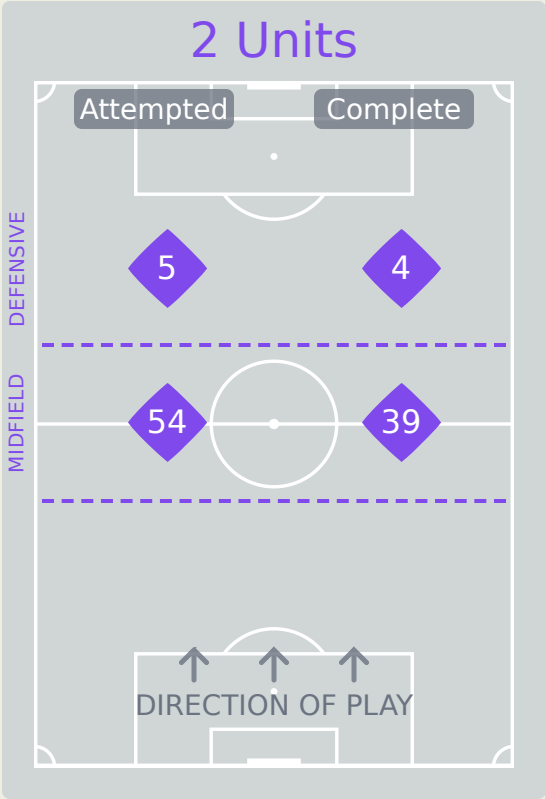 2 Units
Attempted
Complete
DEFENSIVE
5
4
MIDFIELD
54
39
DIRECTION OF PLAY